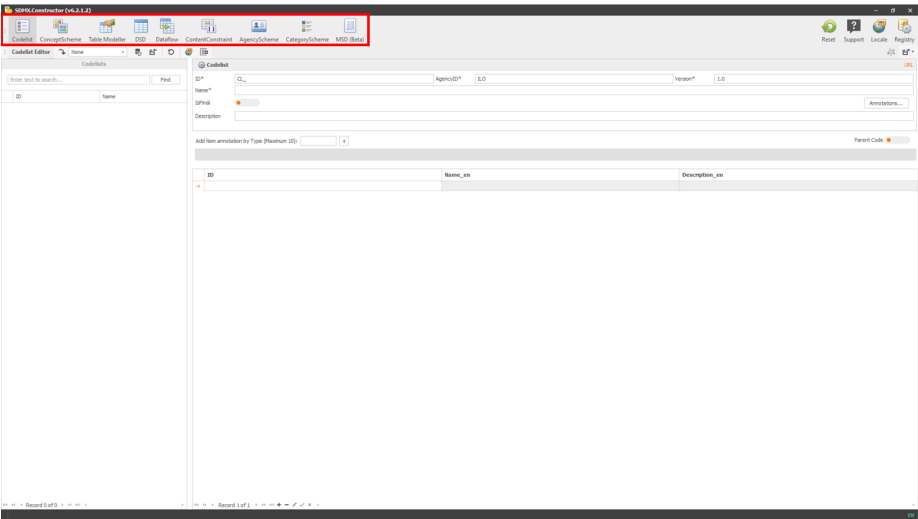 SDMX.Constructor (v6.2.1.2)
Codelist ConceptScheme Table Modeller DSD Dataflow ContentConstraint AgencyScheme CategoryScheme MSD (Beta) Reset Support Locale Registry
Codelist Editor None
Codelists
Codelist URL
Enter text to search... Find
ID* CL_ AgencyID* ILO Version* 1.0
Name*
ID Name
IsFinal Annotations...
Description
Add item annotation by Type (Maximum 10): + Parent Code
ID Name_en Description_en
Record 0 of 0
Record 1 of 1
EN